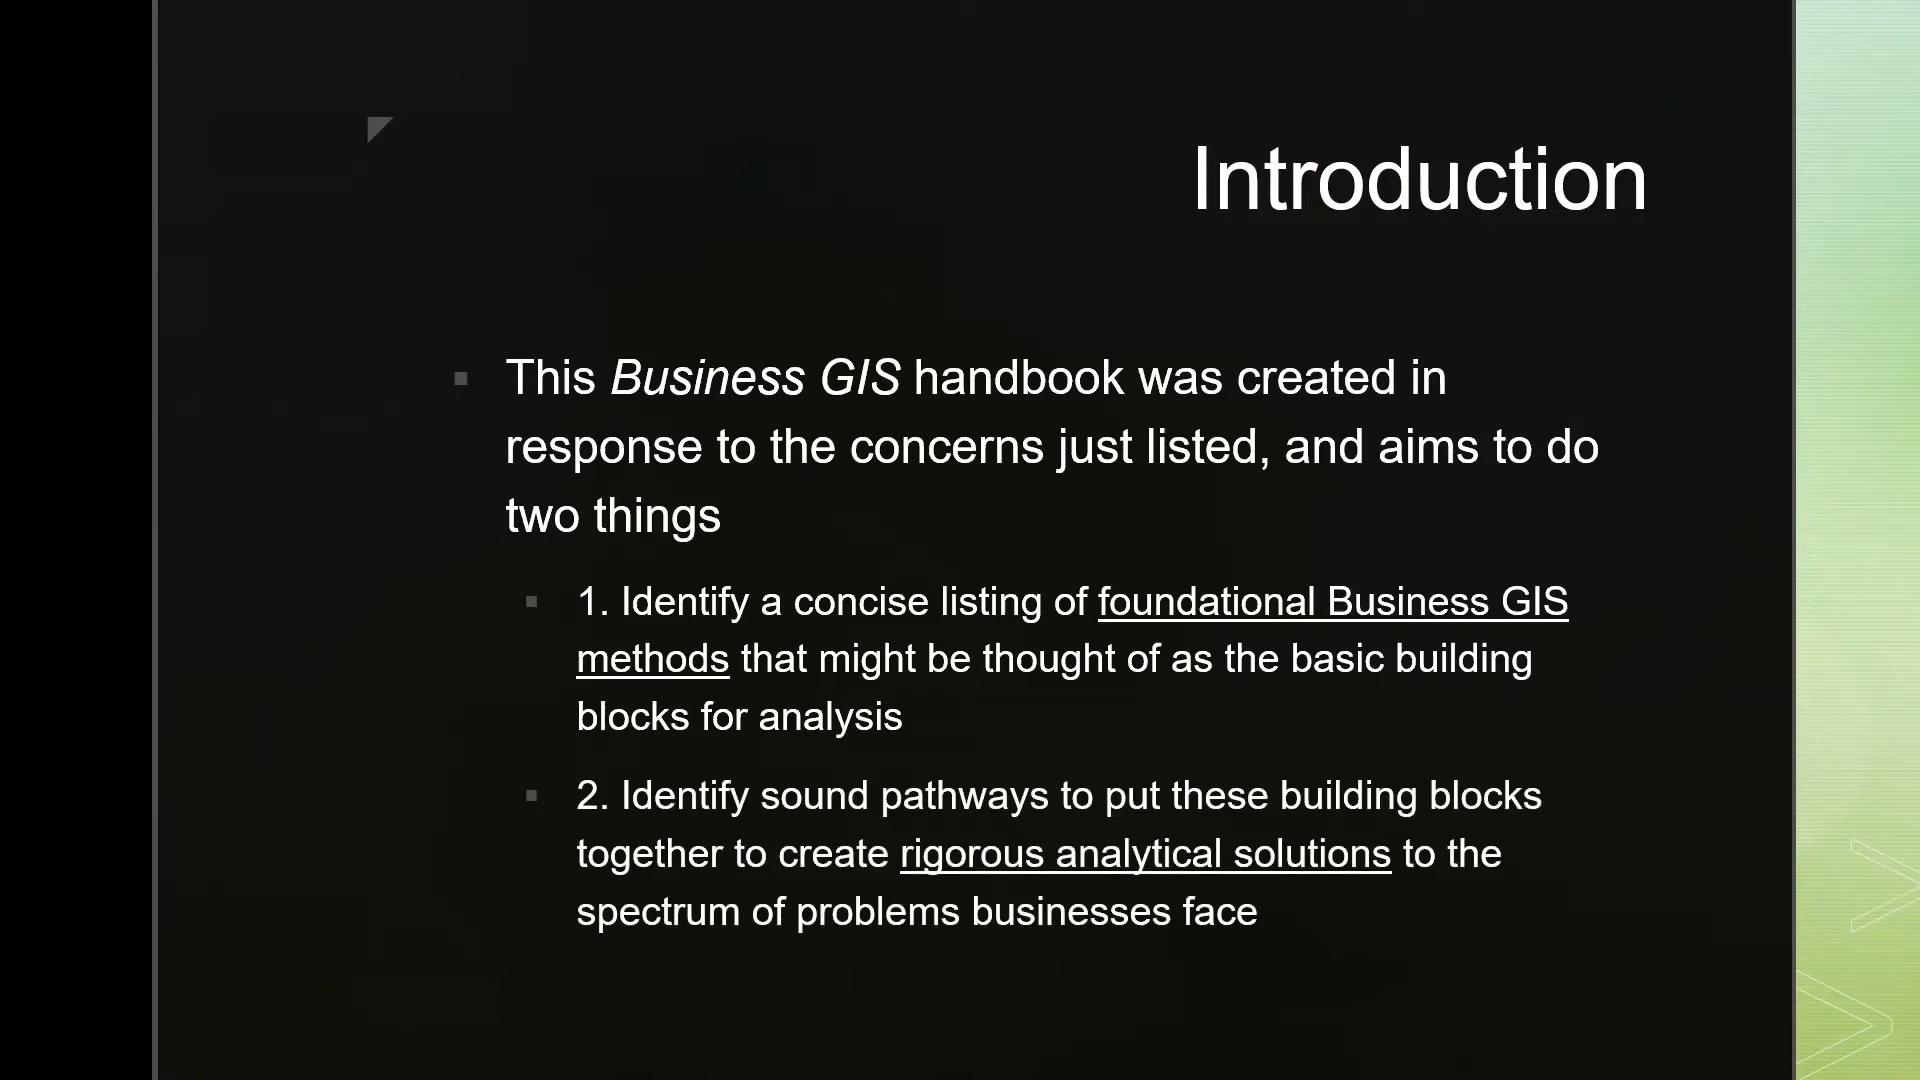 Introduction
This Business GIS handbook was created in
response to the concerns just listed, and aims to do
two things
1. Identify a concise listing of foundational Business GIS
methods that might be thought of as the basic building
blocks for analysis
2. Identify sound pathways to put these building blocks
together to create rigorous analytical solutions to the
spectrum of problems businesses face